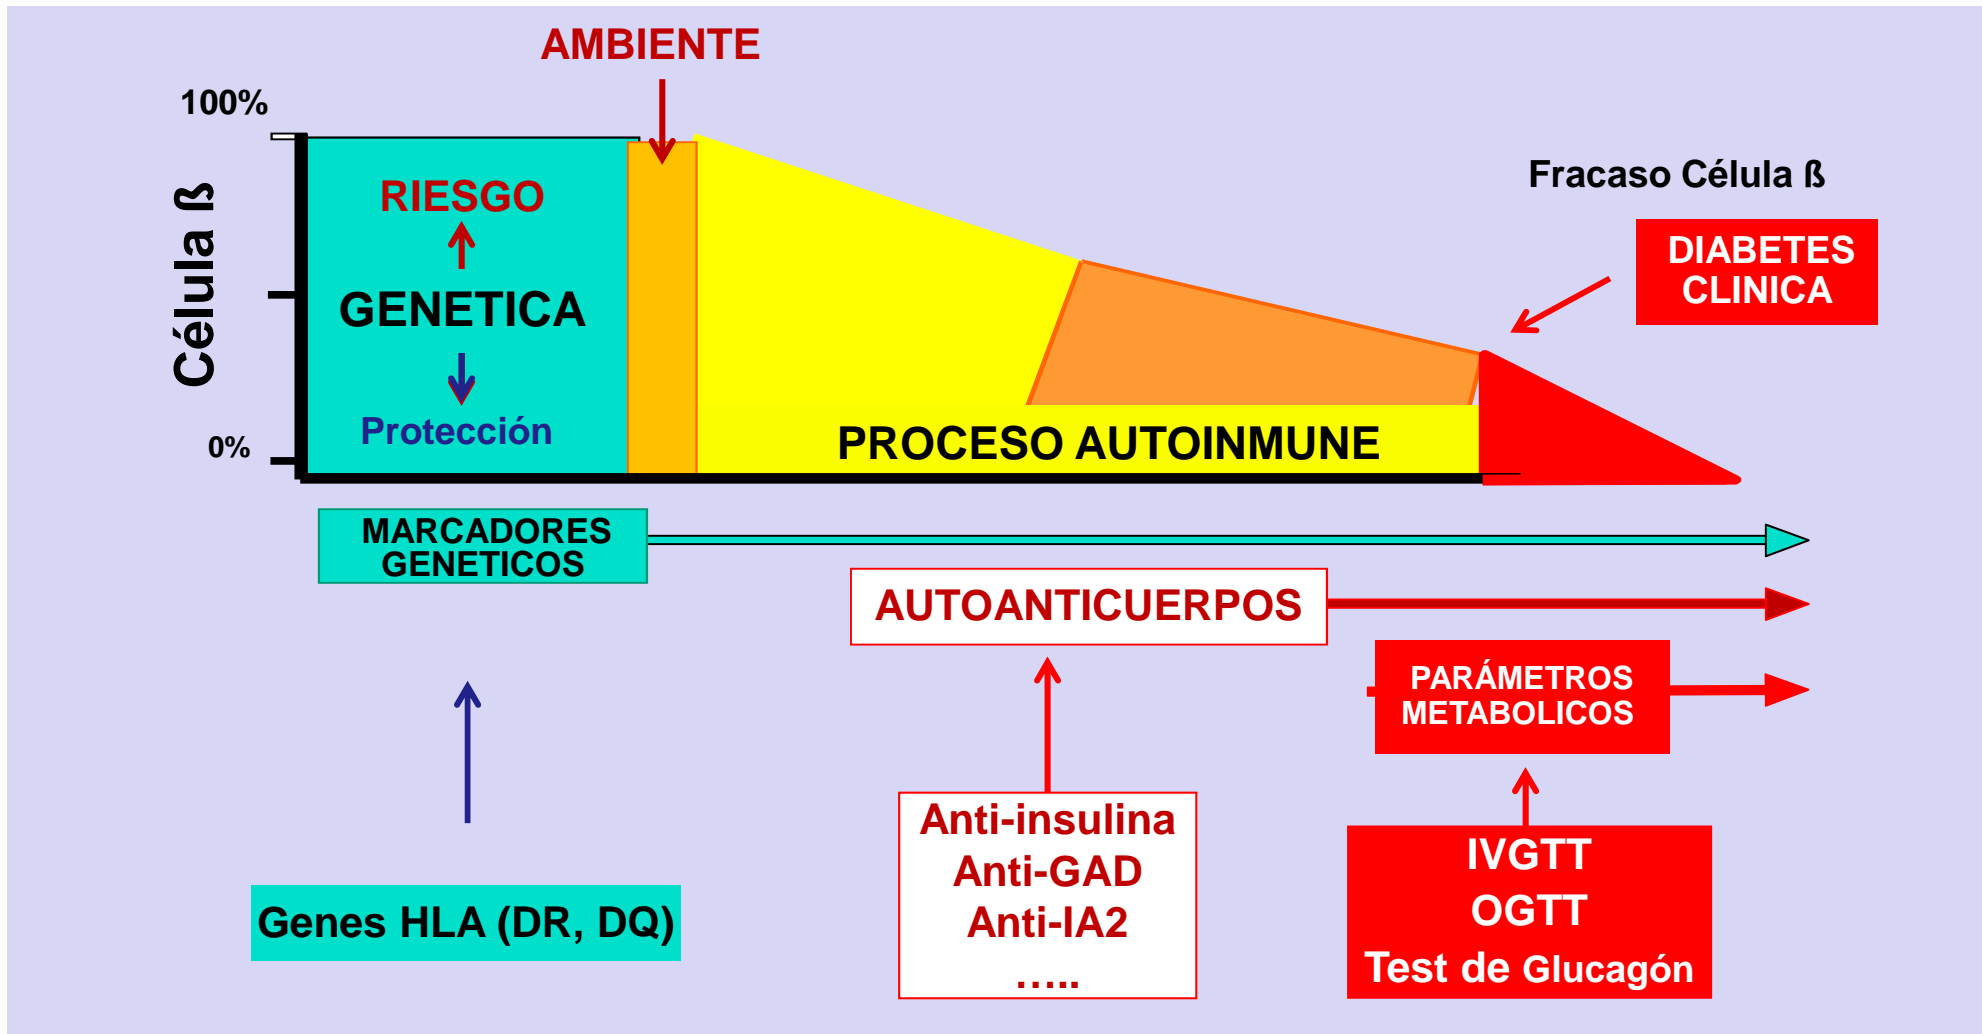 AMBIENTE
100%
Célula ß
0%
RIESGO
GENETICA
Protección
Fracaso Célula ß
DIABETES
CLINICA
PROCESO AUTOINMUNE
MARCADORES
GENETICOS
AUTOANTICUERPOS
PARÁMETROS
METABOLICOS
Genes HLA (DR, DQ)
Anti-insulina
Anti-GAD
Anti-IA2
…..
IVGTT
OGTT
Test de Glucagón